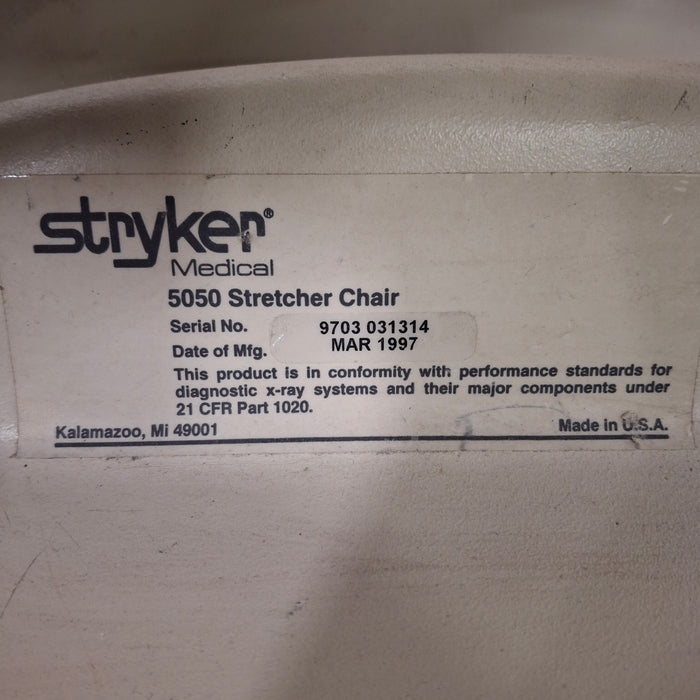 stryker®
Medical
5050 Stretcher Chair
Serial No. 9703 031314
Date of Mfg. MAR 1997
This product is in conformity with performance standards for
diagnostic x-ray systems and their major components under
21 CFR Part 1020.
Kalamazoo, Mi 49001 Made in U.S.A.